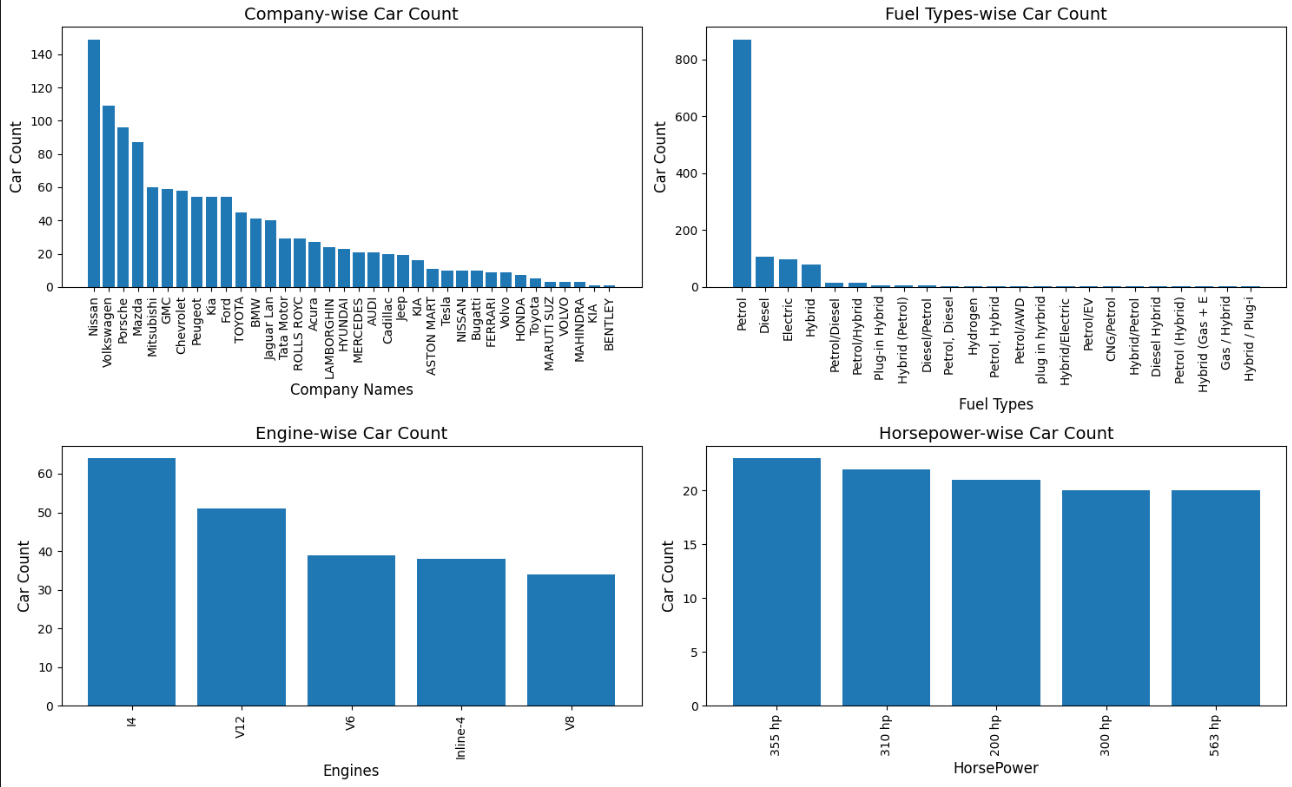 Company-wise Car Count
Car Count
140
120
100
80
60
40
20
0
Nissan
Volkswagen
Porsche
Mazda
Mitsubishi
GMC
Chevrolet
Peugeot
Kia
Ford
TOYOTA
BMW
Jaguar Lan
Tata Motor
ROLLS ROYC
Acura
LAMBORGHIN
HYUNDAI
MERCEDES
AUDI
Cadillac
Jeep
KIA
ASTON MART
Tesla
NISSAN
Bugatti
FERRARI
Volvo
HONDA
Toyota
MARUTI SUZ
VOLVO
MAHINDRA
KIA
BENTLEY
Company Names
Fuel Types-wise Car Count
Car Count
800
600
400
200
0
Petrol
Diesel
Electric
Hybrid
Petrol/Diesel
Petrol/Hybrid
Plug-in Hybrid
Hybrid (Petrol)
Diesel/Petrol
Petrol, Diesel
Hydrogen
Petrol, Hybrid
Petrol/AWD
plug in hyrbrid
Hybrid/Electric
Petrol/EV
CNG/Petrol
Hybrid/Petrol
Diesel Hybrid
Petrol (Hybrid)
Hybrid (Gas + E
Gas / Hybrid
Hybrid / Plug-i
Fuel Types
Engine-wise Car Count
Car Count
60
50
40
30
20
10
0
I4
V12
V6
Inline-4
V8
Engines
Horsepower-wise Car Count
Car Count
20
15
10
5
0
355 hp
310 hp
200 hp
300 hp
563 hp
HorsePower